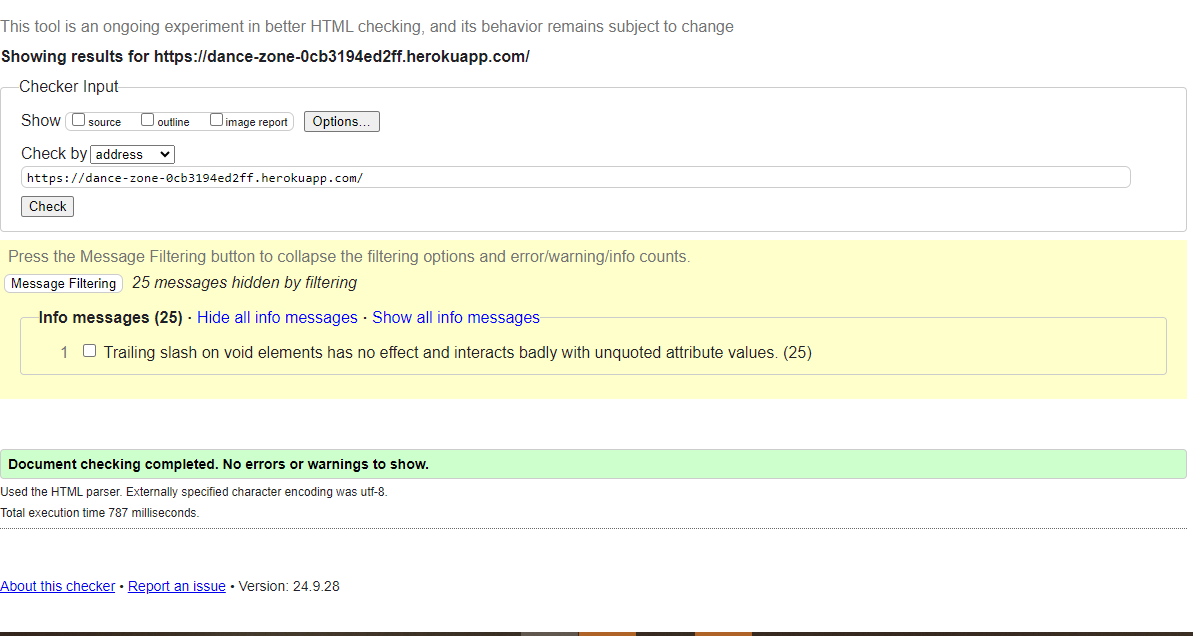 This tool is an ongoing experiment in better HTML checking, and its behavior remains subject to change
Showing results for https://dance-zone-0cb3194ed2ff.herokuapp.com/
Checker Input
Show source outline image report Options...
Check by address
https://dance-zone-0cb3194ed2ff.herokuapp.com/
Check
Press the Message Filtering button to collapse the filtering options and error/warning/info counts.
Message Filtering 25 messages hidden by filtering
Info messages (25) · Hide all info messages · Show all info messages
1 Trailing slash on void elements has no effect and interacts badly with unquoted attribute values. (25)
Document checking completed. No errors or warnings to show.
Used the HTML parser. Externally specified character encoding was utf-8.
Total execution time 787 milliseconds.
About this checker • Report an issue • Version: 24.9.28